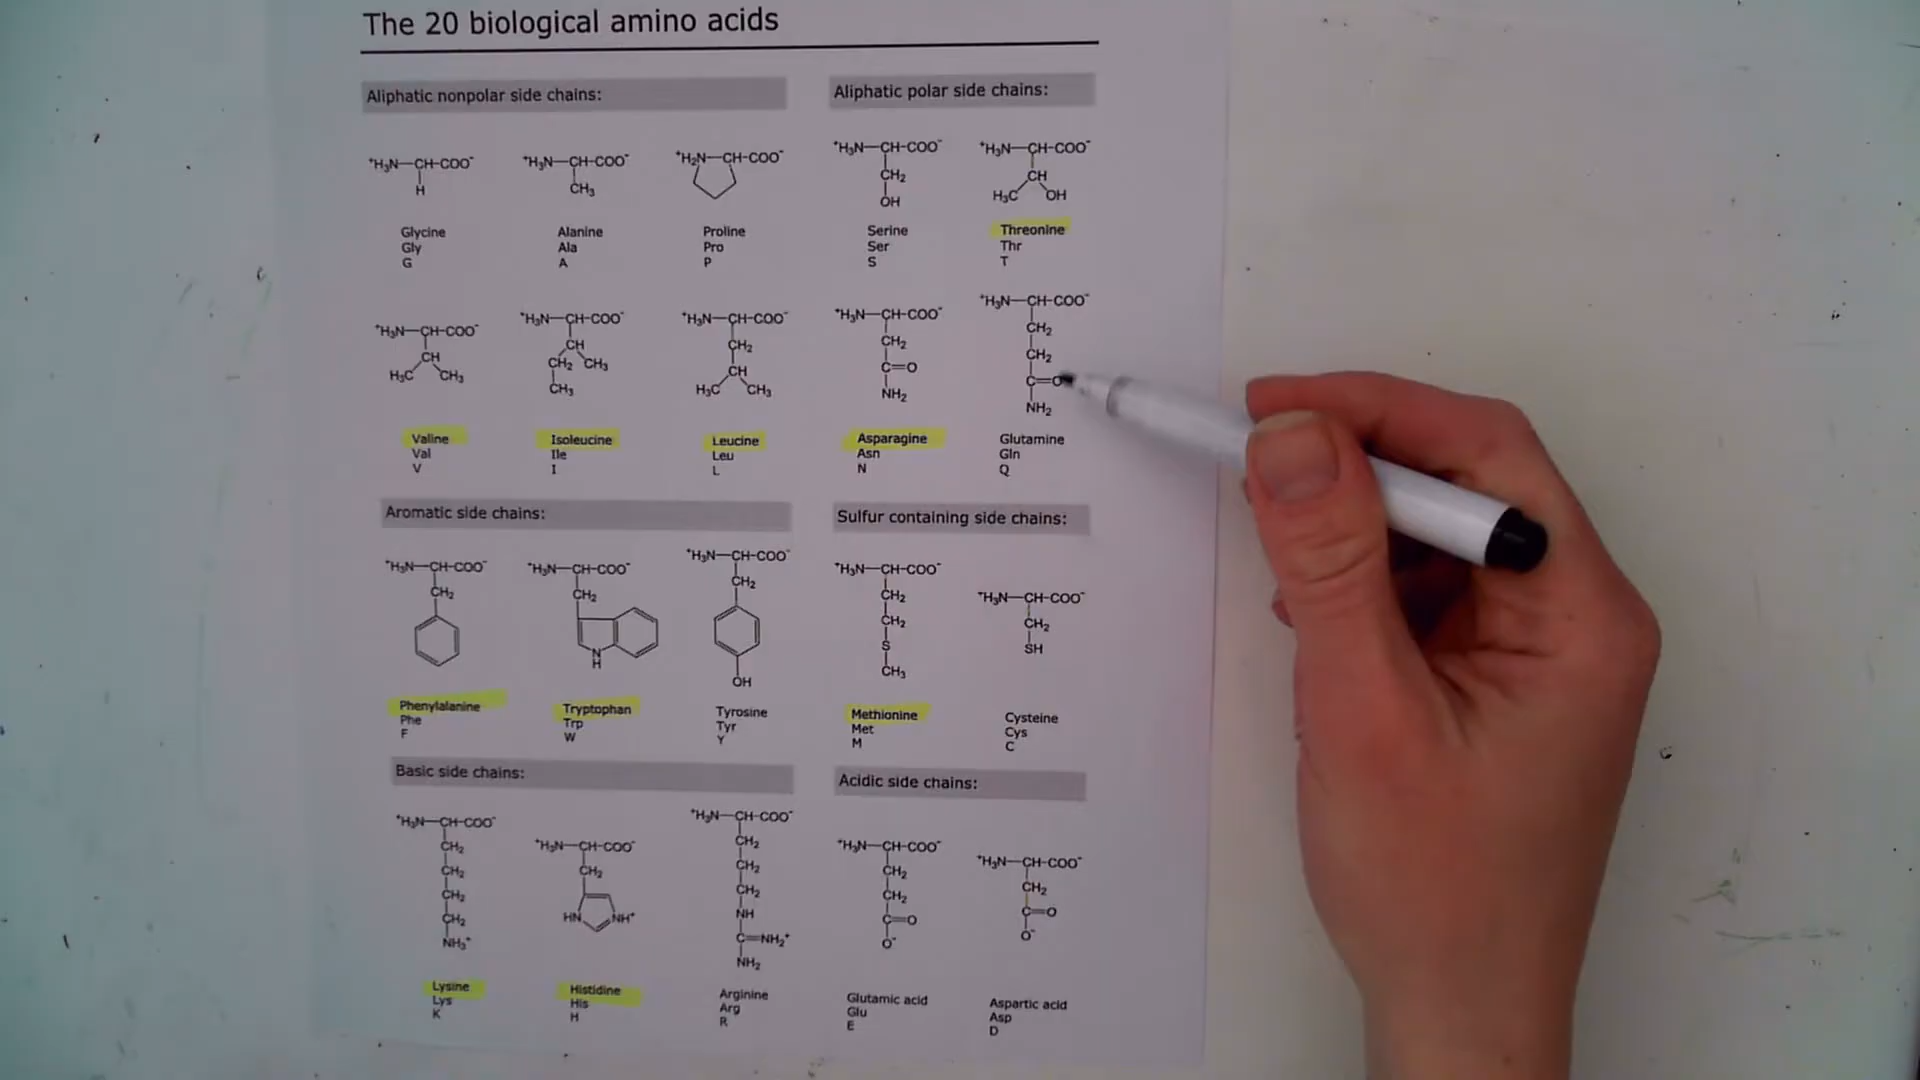 The 20 biological amino acids
Aliphatic nonpolar side chains:
⁺H₃N—CH-COO⁻
H
Glycine
Gly
G
⁺H₃N—CH-COO⁻
CH₃
Alanine
Ala
A
⁺H₂N—CH-COO⁻
Proline
Pro
P
⁺H₃N—CH-COO⁻
CH
H₃C CH₃
Valine
Val
V
⁺H₃N—CH-COO⁻
CH
CH₂ CH₃
CH₃
Isoleucine
Ile
I
⁺H₃N—CH-COO⁻
CH₂
CH
H₃C CH₃
Leucine
Leu
L
Aliphatic polar side chains:
⁺H₃N—CH-COO⁻
CH₂
OH
Serine
Ser
S
⁺H₃N—CH-COO⁻
CH
H₃C OH
Threonine
Thr
T
⁺H₃N—CH-COO⁻
CH₂
C=O
NH₂
Asparagine
Asn
N
⁺H₃N—CH-COO⁻
CH₂
CH₂
C=O
NH₂
Glutamine
Gln
Q
Aromatic side chains:
⁺H₃N—CH-COO⁻
CH₂
Phenylalanine
Phe
F
⁺H₃N—CH-COO⁻
CH₂
N
H
Tryptophan
Trp
W
⁺H₃N—CH-COO⁻
CH₂
OH
Tyrosine
Tyr
Y
Sulfur containing side chains:
⁺H₃N—CH-COO⁻
CH₂
CH₂
S
CH₃
Methionine
Met
M
⁺H₃N—CH-COO⁻
CH₂
SH
Cysteine
Cys
C
Basic side chains:
⁺H₃N—CH-COO⁻
CH₂
CH₂
CH₂
CH₂
NH₃⁺
Lysine
Lys
K
⁺H₃N—CH-COO⁻
CH₂
HN NH⁺
Histidine
His
H
⁺H₃N—CH-COO⁻
CH₂
CH₂
CH₂
NH
C=NH₂⁺
NH₂
Arginine
Arg
R
Acidic side chains:
⁺H₃N—CH-COO⁻
CH₂
CH₂
C=O
O⁻
Glutamic acid
Glu
E
⁺H₃N—CH-COO⁻
CH₂
C=O
O⁻
Aspartic acid
Asp
D